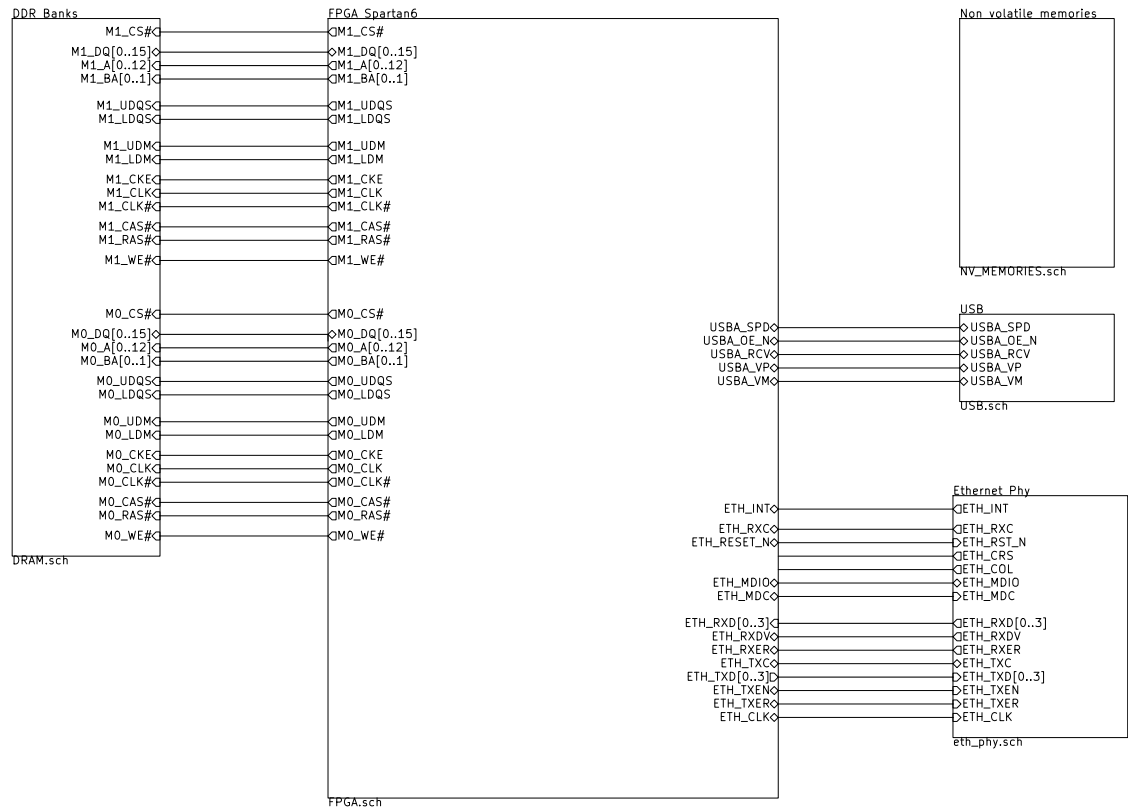 DDR Banks
M1_CS#
M1_DQ[0..15]
M1_A[0..12]
M1_BA[0..1]
M1_UDQS
M1_LDQS
M1_UDM
M1_LDM
M1_CKE
M1_CLK
M1_CLK#
M1_CAS#
M1_RAS#
M1_WE#
M0_CS#
M0_DQ[0..15]
M0_A[0..12]
M0_BA[0..1]
M0_UDQS
M0_LDQS
M0_UDM
M0_LDM
M0_CKE
M0_CLK
M0_CLK#
M0_CAS#
M0_RAS#
M0_WE#
DRAM.sch
FPGA Spartan6
M1_CS#
M1_DQ[0..15]
M1_A[0..12]
M1_BA[0..1]
M1_UDQS
M1_LDQS
M1_UDM
M1_LDM
M1_CKE
M1_CLK
M1_CLK#
M1_CAS#
M1_RAS#
M1_WE#
M0_CS#
M0_DQ[0..15]
M0_A[0..12]
M0_BA[0..1]
M0_UDQS
M0_LDQS
M0_UDM
M0_LDM
M0_CKE
M0_CLK
M0_CLK#
M0_CAS#
M0_RAS#
M0_WE#
USBA_SPD
USBA_OE_N
USBA_RCV
USBA_VP
USBA_VM
ETH_INT
ETH_RXC
ETH_RESET_N
ETH_MDIO
ETH_MDC
ETH_RXD[0..3]
ETH_RXDV
ETH_RXER
ETH_TXC
ETH_TXD[0..3]
ETH_TXEN
ETH_TXER
ETH_CLK
FPGA.sch
Non volatile memories
NV_MEMORIES.sch
USB
USBA_SPD
USBA_OE_N
USBA_RCV
USBA_VP
USBA_VM
USB.sch
Ethernet Phy
ETH_INT
ETH_RXC
ETH_RST_N
ETH_CRS
ETH_COL
ETH_MDIO
ETH_MDC
ETH_RXD[0..3]
ETH_RXDV
ETH_RXER
ETH_TXC
ETH_TXD[0..3]
ETH_TXEN
ETH_TXER
ETH_CLK
eth_phy.sch